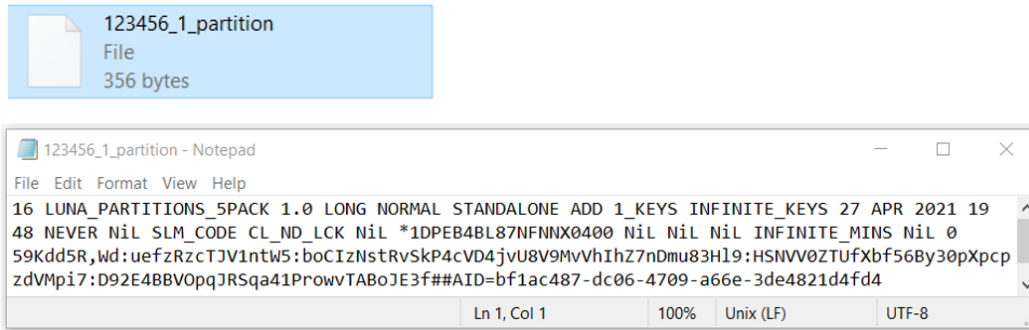 123456_1_partition
File
356 bytes
123456_1_partition - Notepad
File Edit Format View Help
16 LUNA_PARTITIONS_5PACK 1.0 LONG NORMAL STANDALONE ADD 1_KEYS INFINITE_KEYS 27 APR 2021 19
48 NEVER NiL SLM_CODE CL_ND_LCK NiL *1DPEB4BL87NFNNX0400 NiL NiL NiL INFINITE_MINS NiL 0
59Kdd5R,Wd:uefzRzcTJV1ntW5:boCIzNstRvSkP4cVD4jvU8V9MvVhIhZ7nDmu83Hl9:HSNVV0ZTUfXbf56By30pXpcp
zdVMpi7:D92E4BBVOpqJRSqa41ProwvTABoJE3f##AID=bf1ac487-dc06-4709-a66e-3de4821d4fd4
Ln 1, Col 1 100% Unix (LF) UTF-8